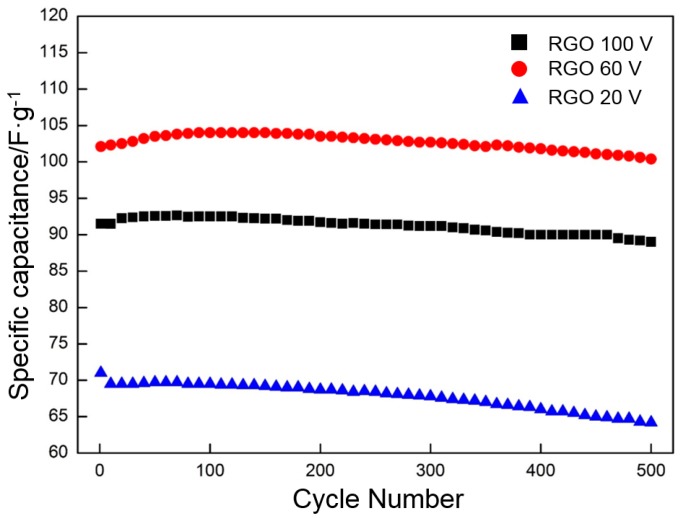 120
115
110
105
100
95
90
85
80
75
70
65
60
Specific capacitance/F·g⁻¹
RGO 100 V
RGO 60 V
RGO 20 V
0 100 200 300 400 500
Cycle Number